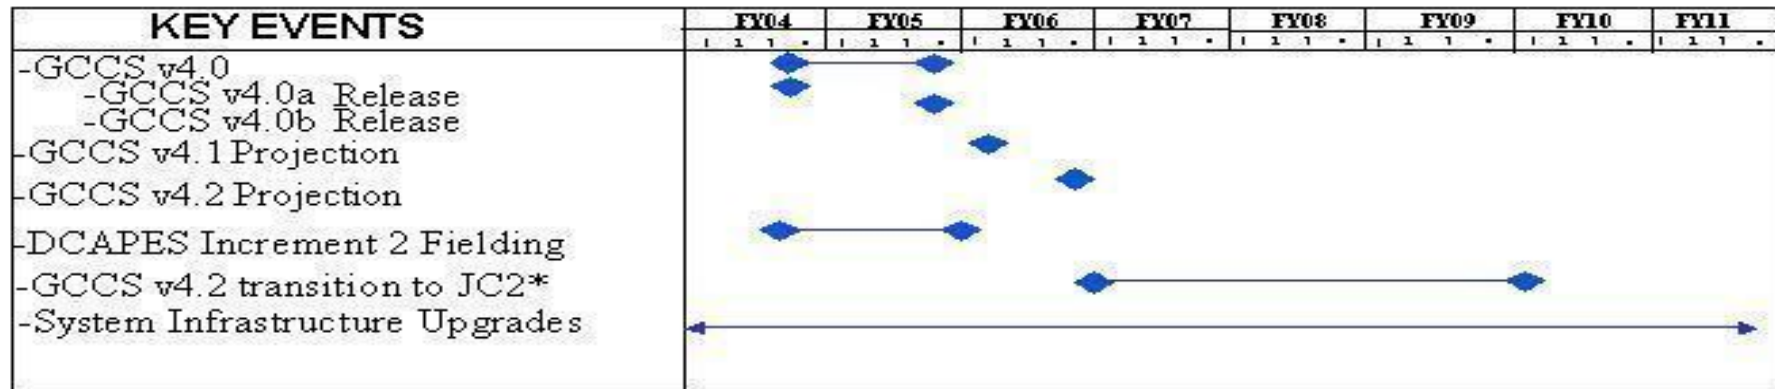 KEY EVENTS FY04 FY05 FY06 FY07 FY08 FY09 FY10 FY11
-GCCS v4.0
-GCCS v4.0a Release
-GCCS v4.0b Release
-GCCS v4.1 Projection
-GCCS v4.2 Projection
-DCAPES Increment 2 Fielding
-GCCS v4.2 transition to JC2*
-System Infrastructure Upgrades